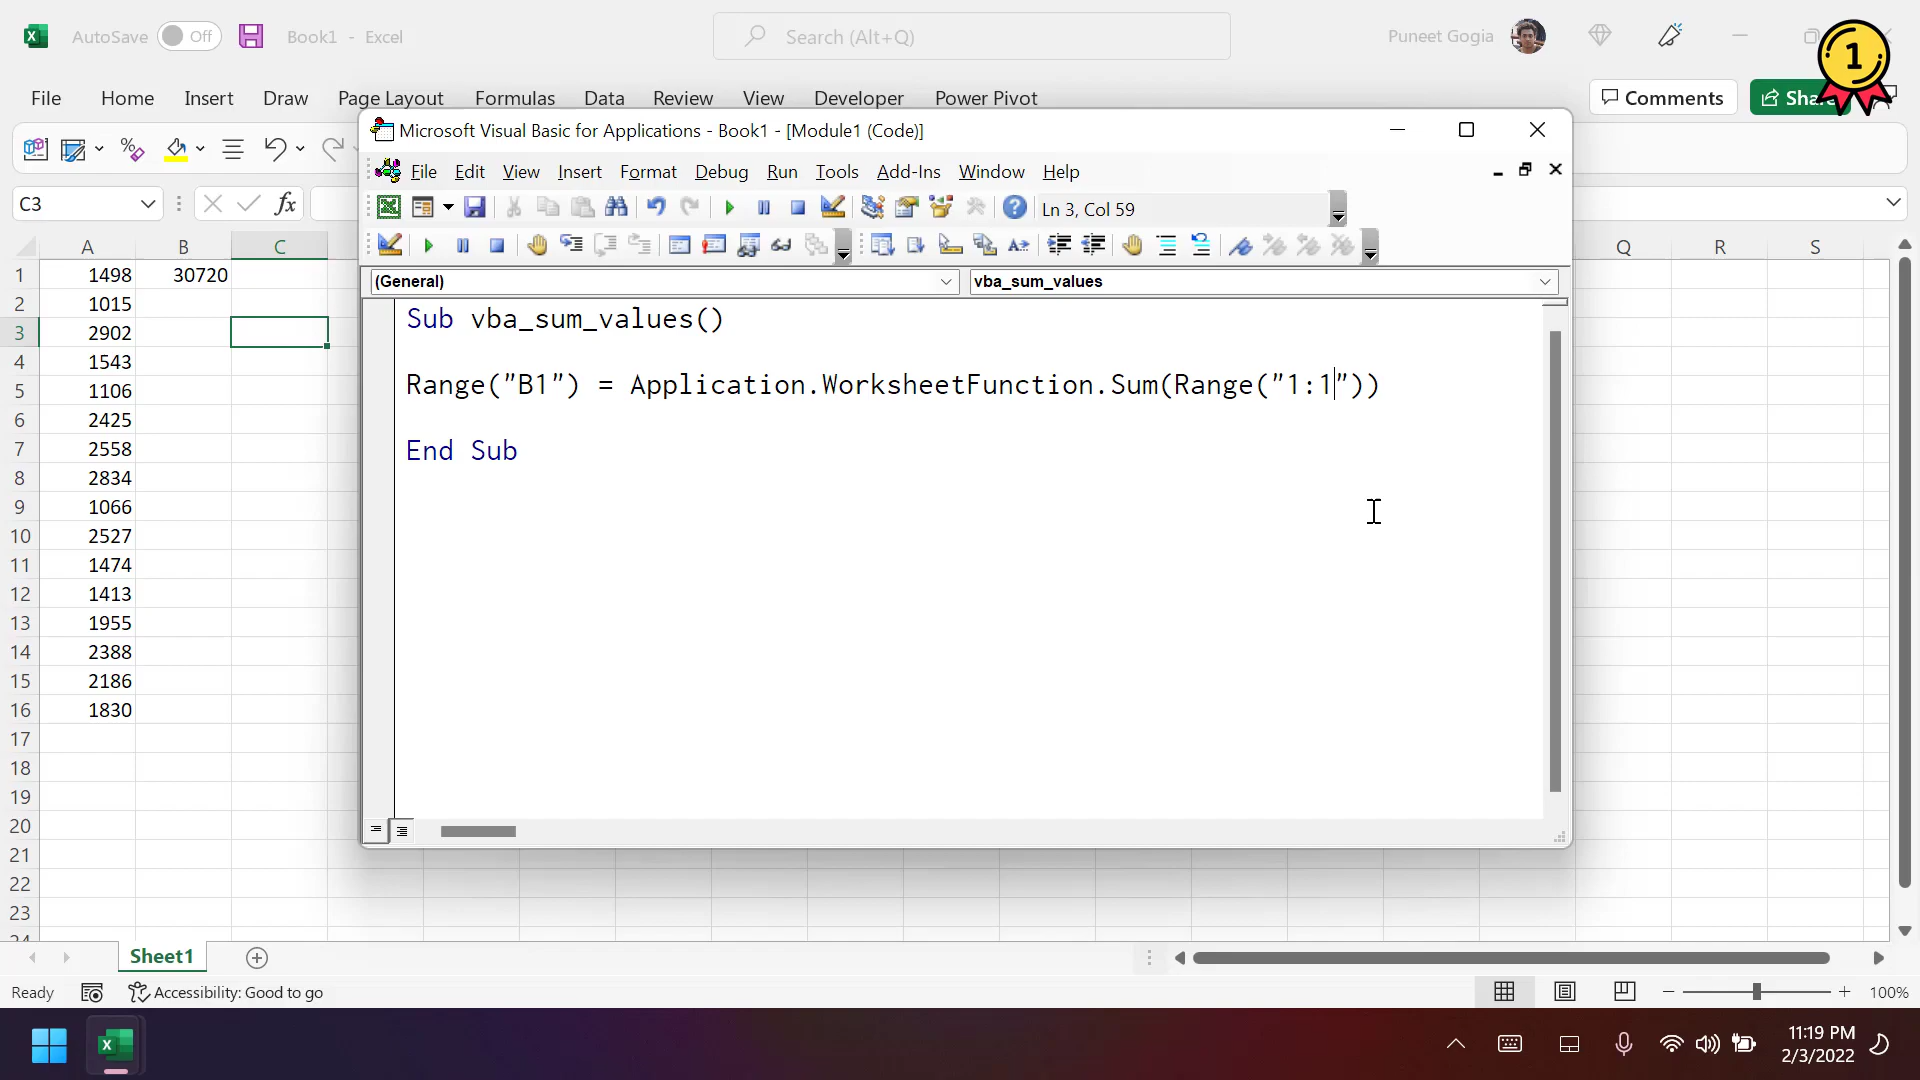 AutoSave Off Book1 - Excel Search (Alt+Q) Puneet Gogia 1
File Home Insert Draw Page Layout Formulas Data Review View Developer Power Pivot Comments Share
Microsoft Visual Basic for Applications - Book1 - [Module1 (Code)]
File Edit View Insert Format Debug Run Tools Add-Ins Window Help
C3 fx
Ln 3, Col 59
A B C Q R S
(General) vba_sum_values
Sub vba_sum_values()
Range("B1") = Application.WorksheetFunction.Sum(Range("1:1"))
End Sub
1 1498 30720
2 1015
3 2902
4 1543
5 1106
6 2425
7 2558
8 2834
9 1066
10 2527
11 1474
12 1413
13 1955
14 2388
15 2186
16 1830
17
18
19
20
21
22
23
24
Sheet1
Ready Accessibility: Good to go 100%
11:19 PM
2/3/2022